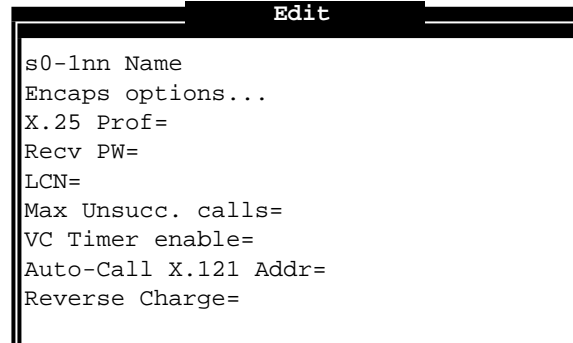 Edit
s0-1nn Name
Encaps options...
X.25 Prof=
Recv PW=
LCN=
Max Unsucc. calls=
VC Timer enable=
Auto-Call X.121 Addr=
Reverse Charge=